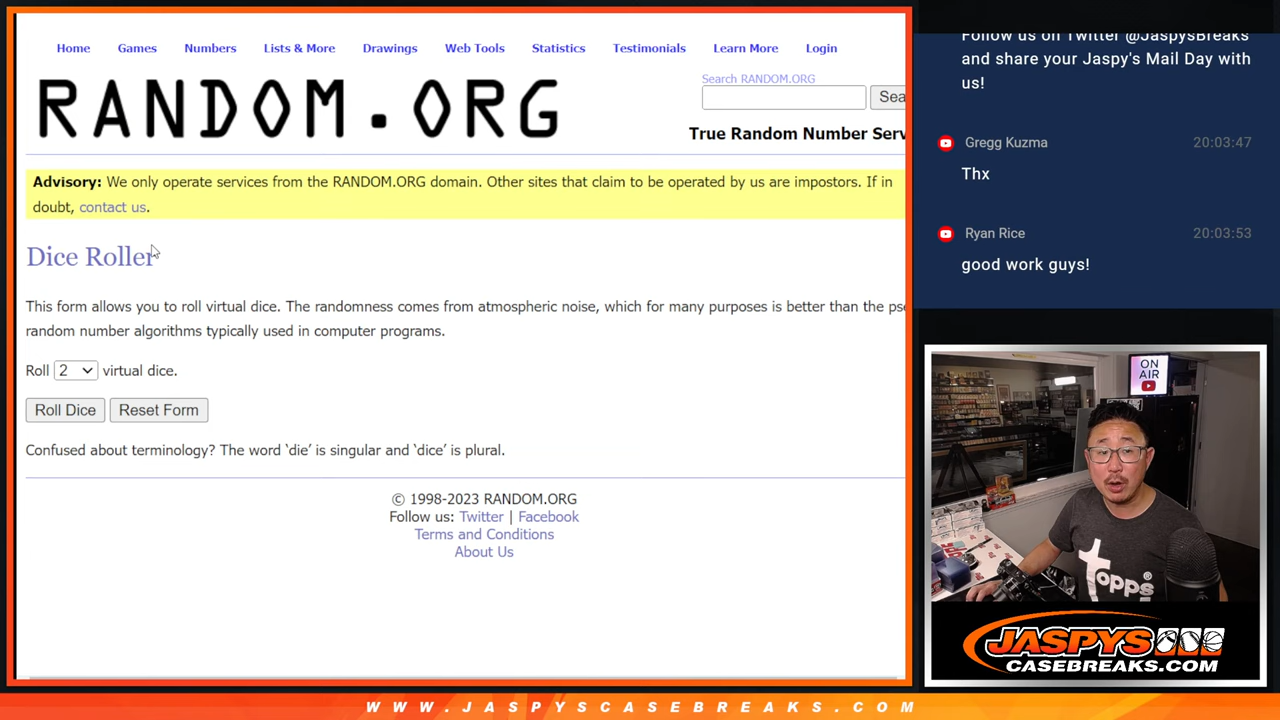 Home Games Numbers Lists & More Drawings Web Tools Statistics Testimonials Learn More Login
RANDOM.ORG
Search RANDOM.ORG
Sea
True Random Number Serv
Advisory: We only operate services from the RANDOM.ORG domain. Other sites that claim to be operated by us are impostors. If in
doubt, contact us.
Dice Roller
This form allows you to roll virtual dice. The randomness comes from atmospheric noise, which for many purposes is better than the pse
random number algorithms typically used in computer programs.
Roll 2 virtual dice.
Roll Dice Reset Form
Confused about terminology? The word ‘die’ is singular and ‘dice’ is plural.
© 1998-2023 RANDOM.ORG
Follow us: Twitter | Facebook
Terms and Conditions
About Us
Follow us on Twitter @JaspysBreaks
and share your Jaspy's Mail Day with
us!
Gregg Kuzma 20:03:47
Thx
Ryan Rice 20:03:53
good work guys!
ON
AIR
topps
JASPYS
CASEBREAKS.COM
WWW.JASPYSCASEBREAKS.COM